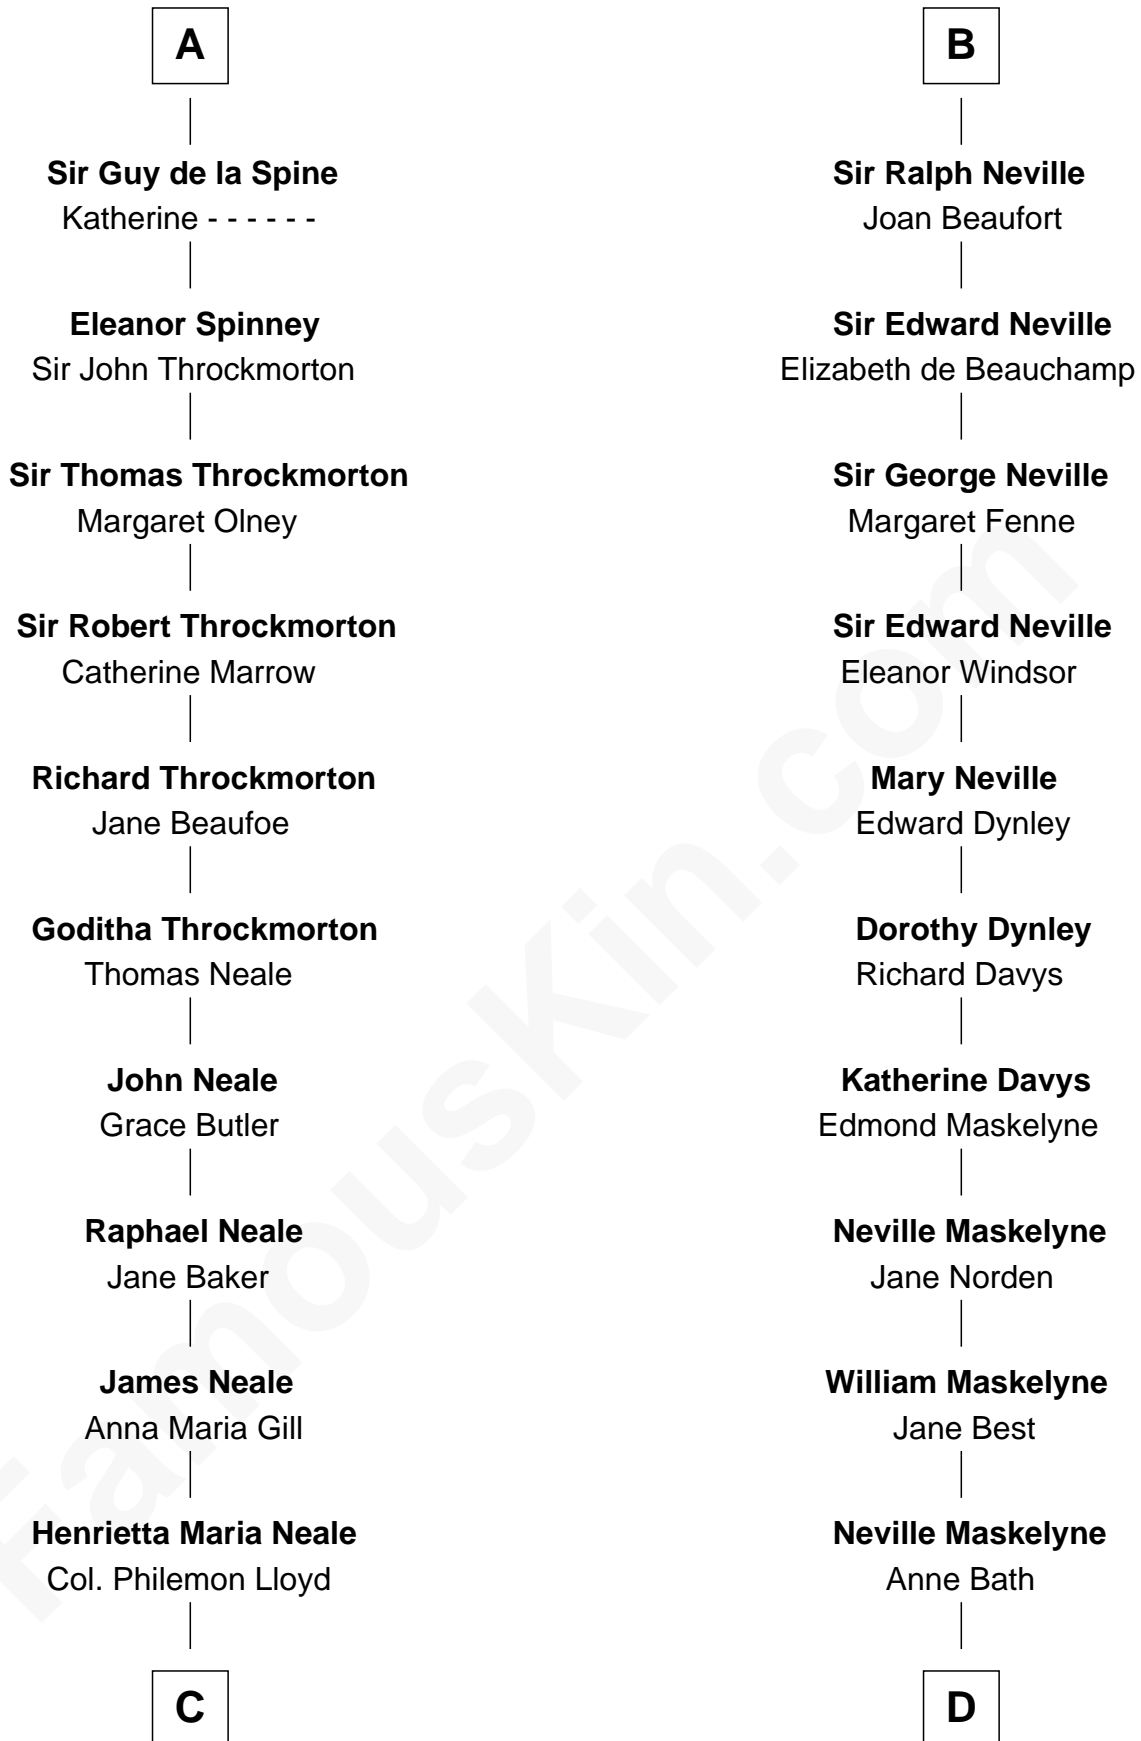 A
Sir Guy de la Spine
Katherine - - - - - -
Eleanor Spinney
Sir John Throckmorton
Sir Thomas Throckmorton
Margaret Olney
Sir Robert Throckmorton
Catherine Marrow
Richard Throckmorton
Jane Beaufoe
Goditha Throckmorton
Thomas Neale
John Neale
Grace Butler
Raphael Neale
Jane Baker
James Neale
Anna Maria Gill
Henrietta Maria Neale
Col. Philemon Lloyd
C
B
Sir Ralph Neville
Joan Beaufort
Sir Edward Neville
Elizabeth de Beauchamp
Sir George Neville
Margaret Fenne
Sir Edward Neville
Eleanor Windsor
Mary Neville
Edward Dynley
Dorothy Dynley
Richard Davys
Katherine Davys
Edmond Maskelyne
Neville Maskelyne
Jane Norden
William Maskelyne
Jane Best
Neville Maskelyne
Anne Bath
D
FamousKin.com